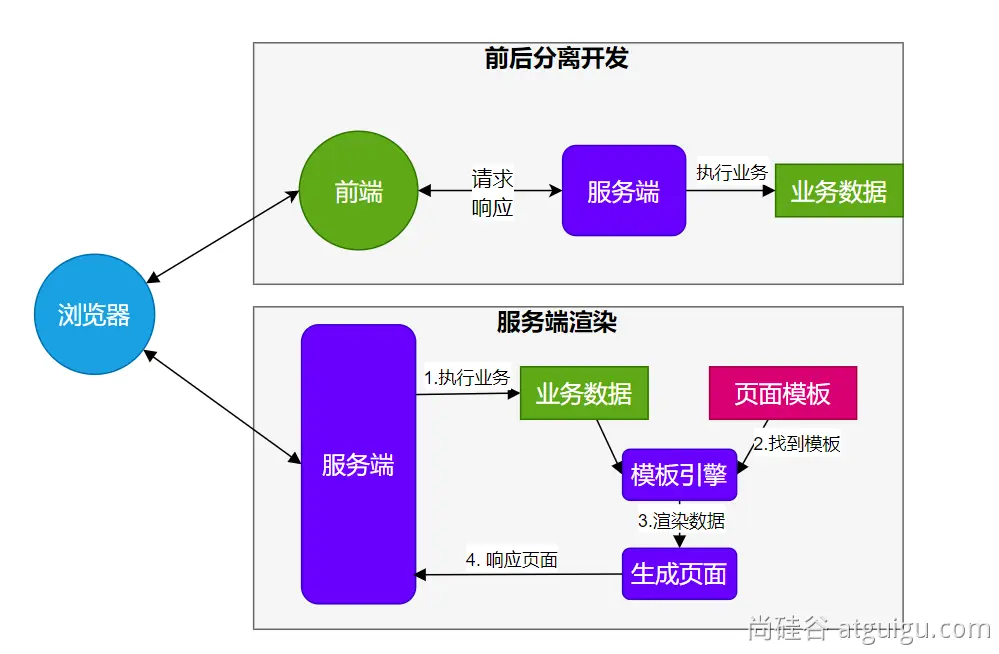 前后分离开发
前端
请求
响应
服务端
执行业务
业务数据
浏览器
服务端渲染
服务端
1.执行业务
业务数据
页面模板
2.找到模板
模板引擎
3.渲染数据
4. 响应页面
生成页面
尚硅谷 atguigu.com